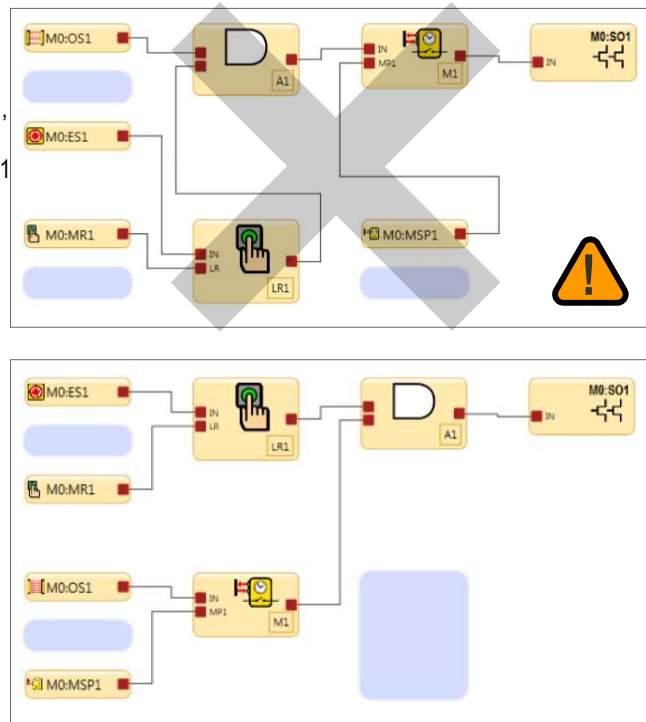 M0:OS1
A1
IN
MP1
M1
M0:SO1
IN
,
M0:ES1
1
M0:MR1
IN
LR
LR1
M0:MSP1
!
M0:ES1
IN
LR
LR1
A1
M0:SO1
IN
M0:MR1
M0:OS1
IN
MP1
M1
M0:MSP1